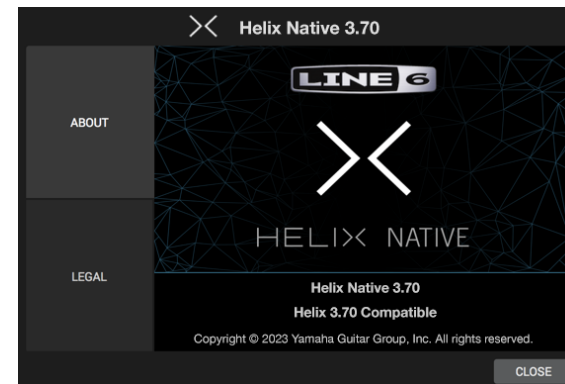 Helix Native 3.70
LINE 6
ABOUT
HELIX NATIVE
LEGAL
Helix Native 3.70
Helix 3.70 Compatible
Copyright © 2023 Yamaha Guitar Group, Inc. All rights reserved.
CLOSE